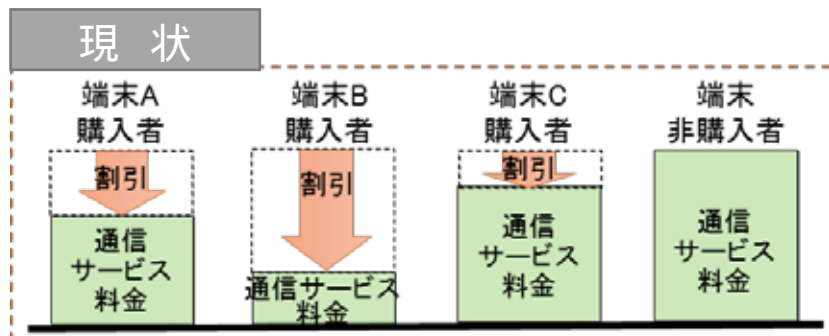 現 状
端末A
購入者
割引
通信
サービス
料金
端末B
購入者
割引
通信サービス
料金
端末C
購入者
割引
通信
サービス
料金
端末
非購入者
通信
サービス
料金